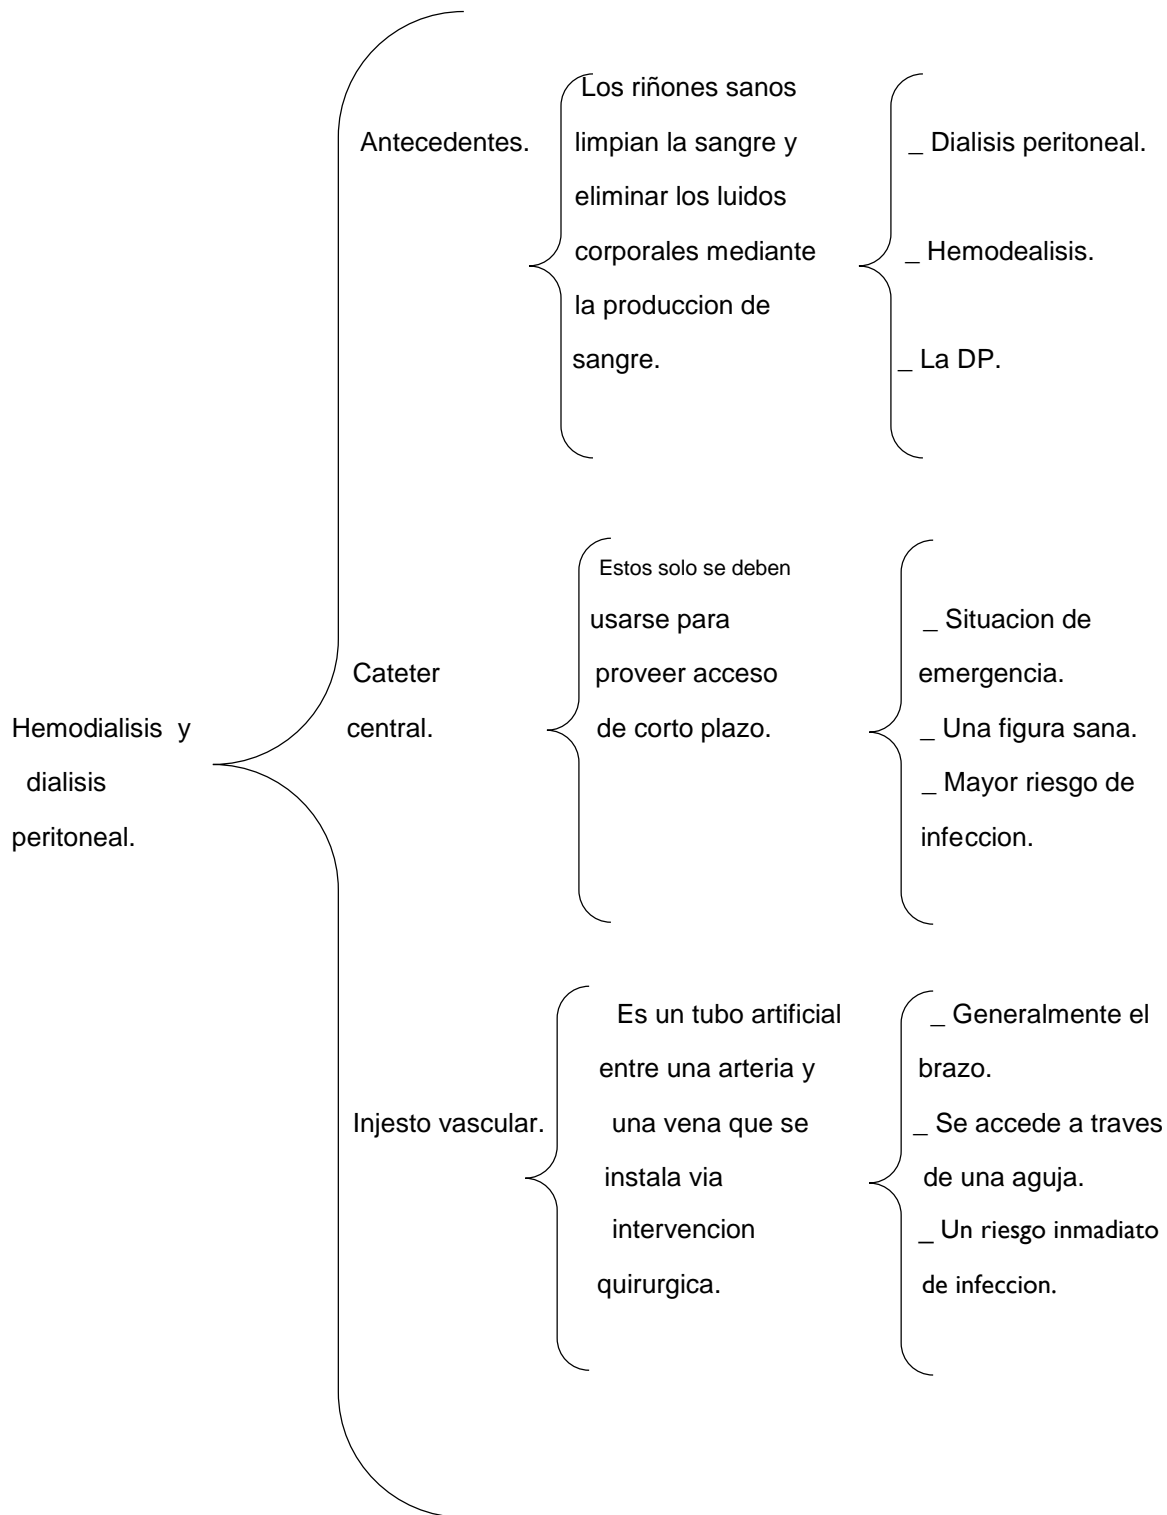 Hemodialisis y
dialisis
peritoneal.
Antecedentes.
Los riñones sanos
limpian la sangre y
eliminar los luidos
corporales mediante
la produccion de
sangre.
_ Dialisis peritoneal.
_ Hemodealisis.
_ La DP.
Cateter
central.
Estos solo se deben
usarse para
proveer acceso
de corto plazo.
_ Situacion de
emergencia.
_ Una figura sana.
_ Mayor riesgo de
infeccion.
Injesto vascular.
Es un tubo artificial
entre una arteria y
una vena que se
instala via
intervencion
quirurgica.
_ Generalmente el
brazo.
_ Se accede a traves
de una aguja.
_ Un riesgo inmadiato
de infeccion.